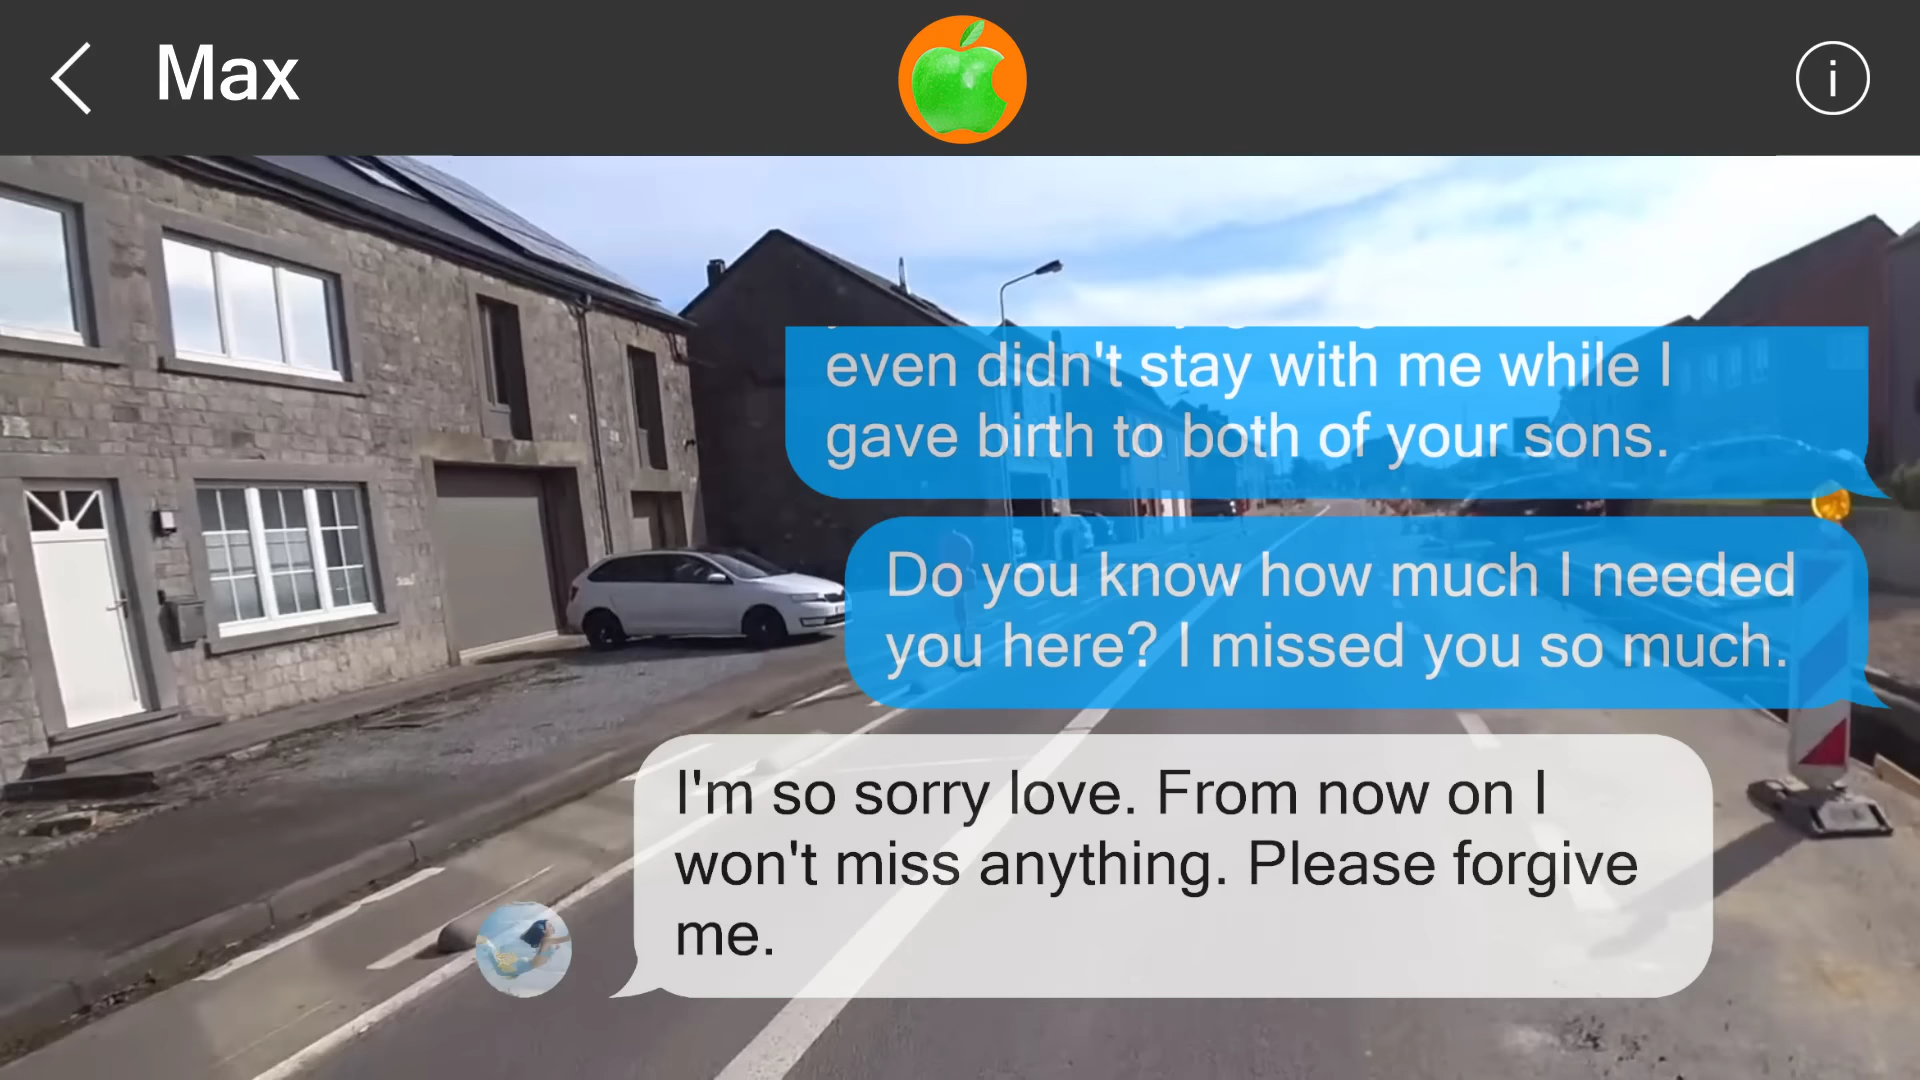 Max
even didn't stay with me while I
gave birth to both of your sons.
Do you know how much I needed
you here? I missed you so much.
I'm so sorry love. From now on I
won't miss anything. Please forgive
me.